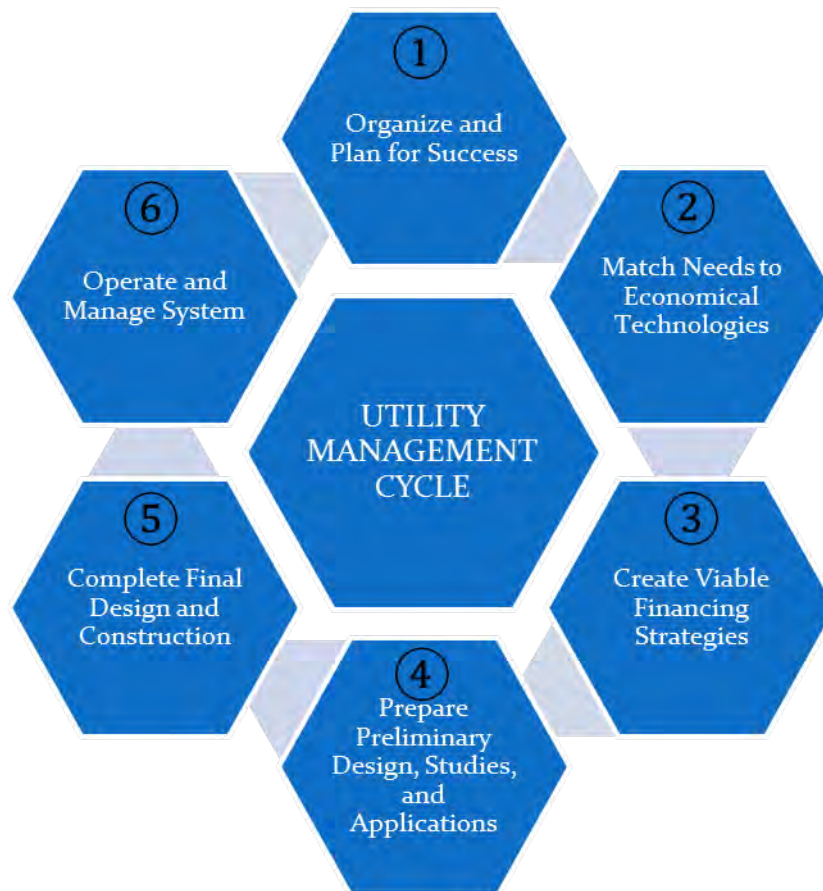 ①
Organize and
Plan for Success
②
Match Needs to
Economical
Technologies
③
Create Viable
Financing
Strategies
④
Prepare
Preliminary
Design, Studies,
and
Applications
⑤
Complete Final
Design and
Construction
⑥
Operate and
Manage System
UTILITY
MANAGEMENT
CYCLE